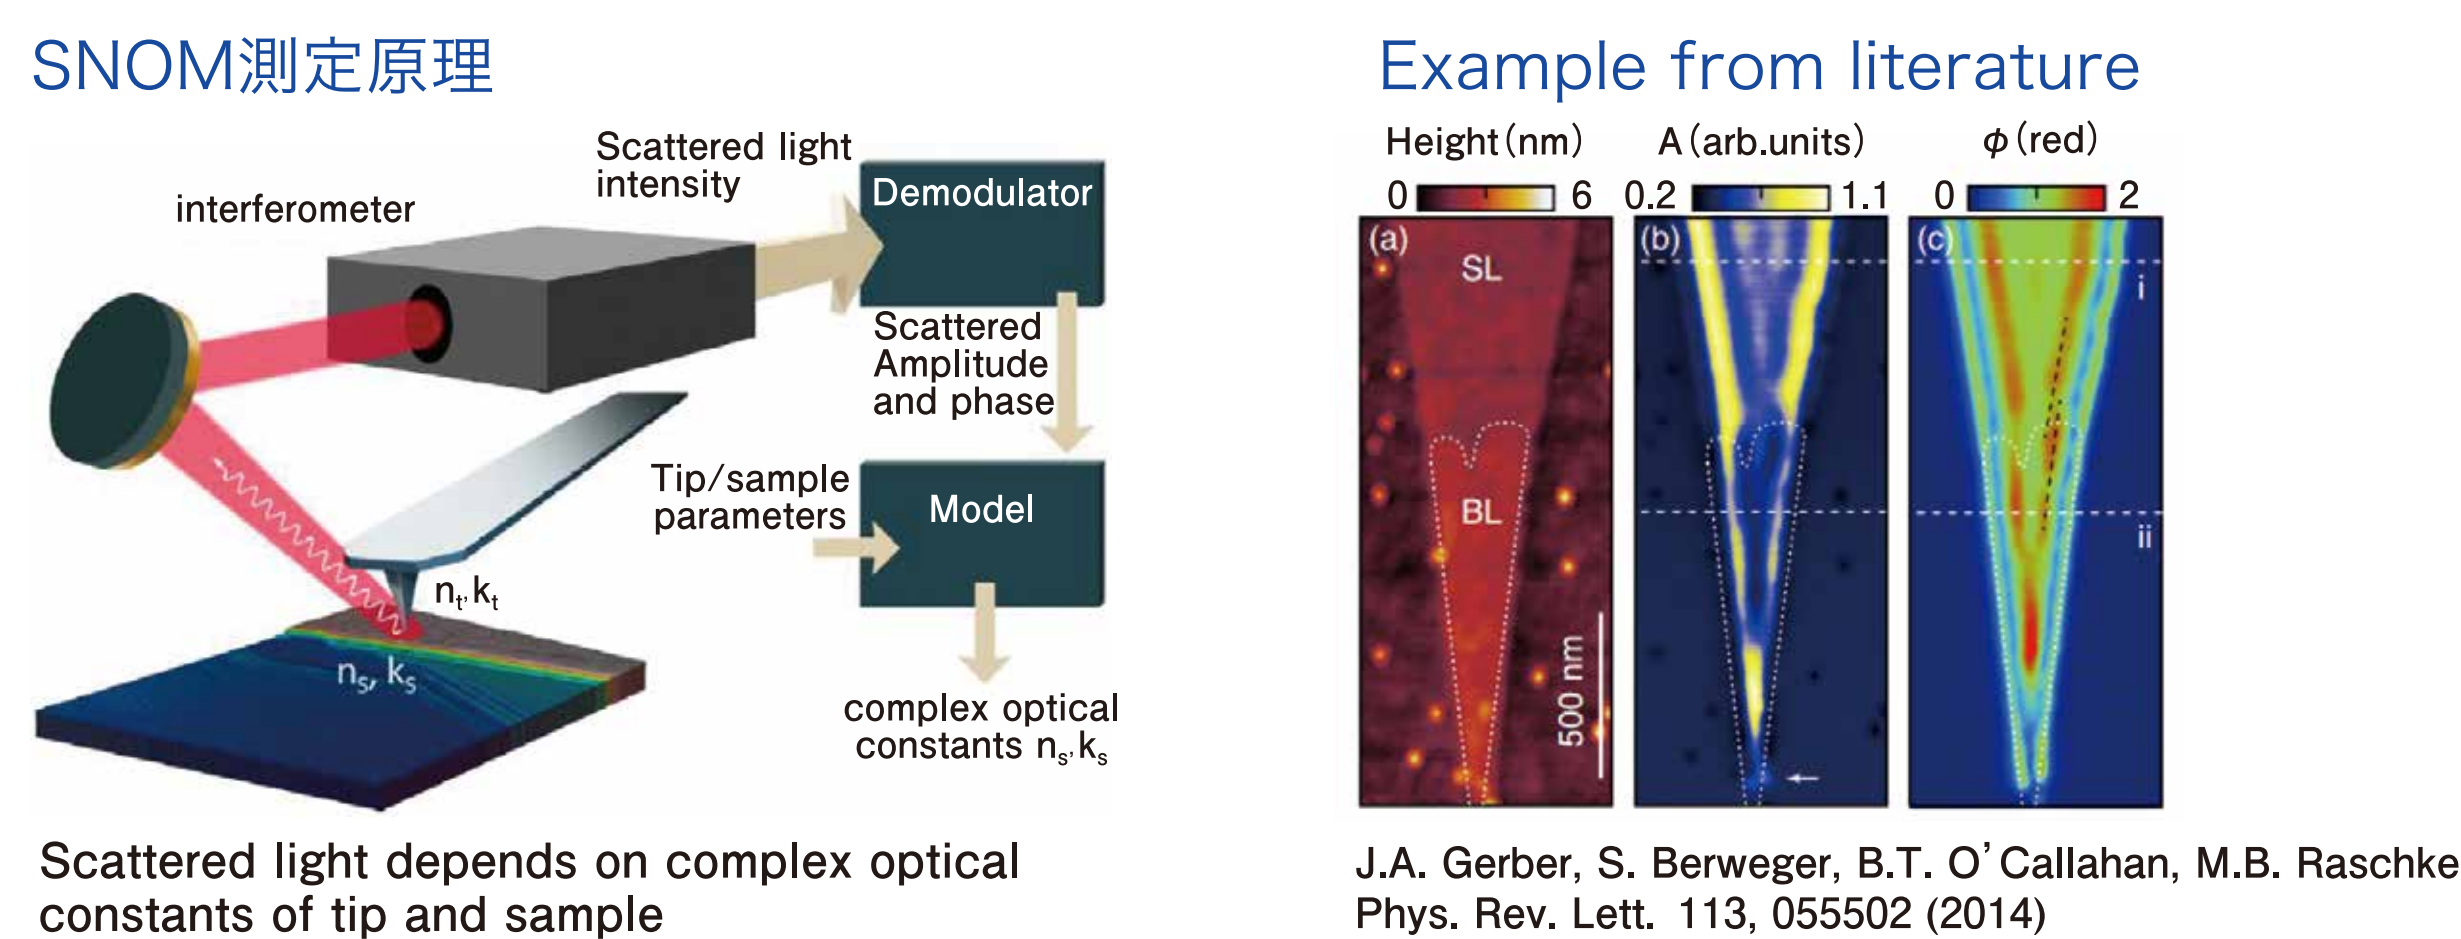 SNOM測定原理
interferometer
Scattered light
intensity
Demodulator
Scattered
Amplitude
and phase
Tip/sample
parameters
Model
nt, kt
ns, ks
complex optical
constants ns, ks
Scattered light depends on complex optical
constants of tip and sample
Example from literature
Height(nm)
0 6
A(arb.units)
0.2 1.1
φ(red)
0 2
(a)
SL
BL
500 nm
(b)
(c)
i
ii
J.A. Gerber, S. Berweger, B.T. O’Callahan, M.B. Raschke
Phys. Rev. Lett. 113, 055502 (2014)